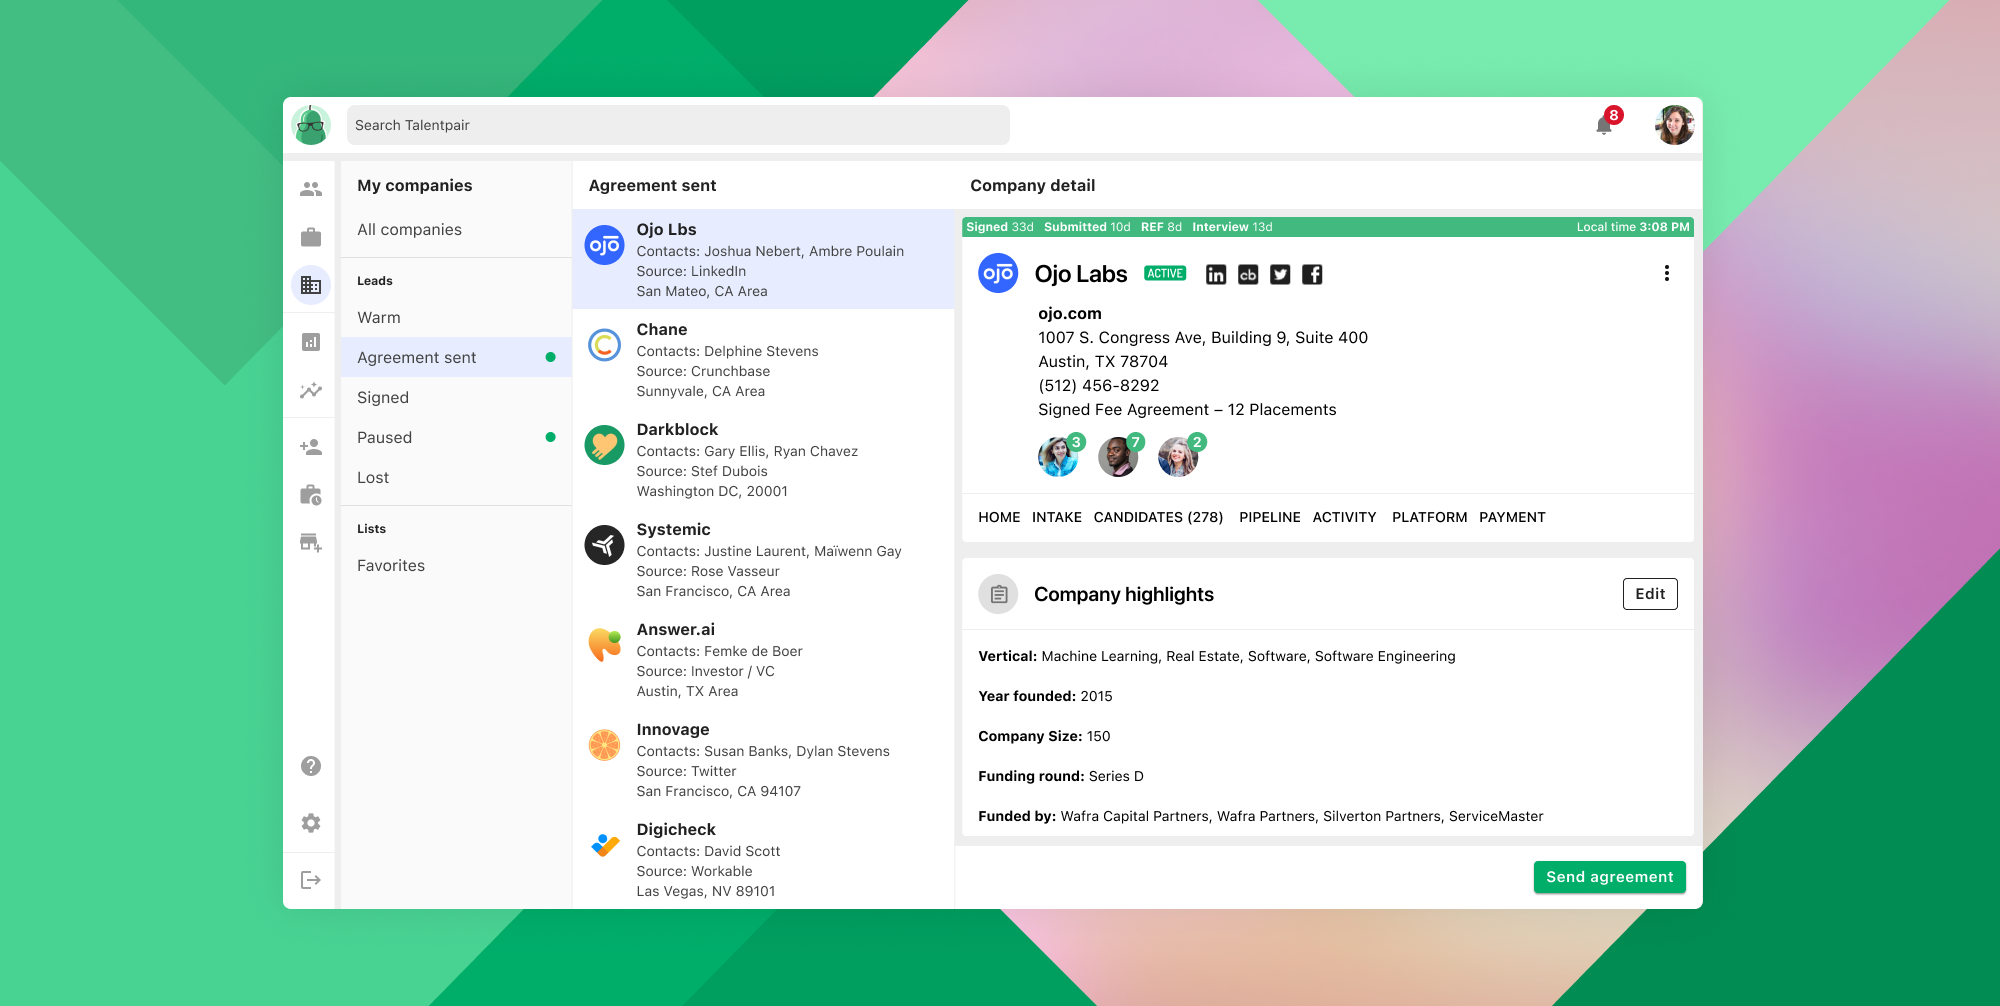 Search Talentpair
8
My companies
All companies
Leads
Warm
Agreement sent
Signed
Paused
Lost
Lists
Favorites
Agreement sent
ojo
Ojo Lbs
Contacts: Joshua Nebert, Ambre Poulain
Source: LinkedIn
San Mateo, CA Area
Chane
Contacts: Delphine Stevens
Source: Crunchbase
Sunnyvale, CA Area
Darkblock
Contacts: Gary Ellis, Ryan Chavez
Source: Stef Dubois
Washington DC, 20001
Systemic
Contacts: Justine Laurent, Maïwenn Gay
Source: Rose Vasseur
San Francisco, CA Area
Answer.ai
Contacts: Femke de Boer
Source: Investor / VC
Austin, TX Area
Innovage
Contacts: Susan Banks, Dylan Stevens
Source: Twitter
San Francisco, CA 94107
Digicheck
Contacts: David Scott
Source: Workable
Las Vegas, NV 89101
Company detail
Signed 33d Submitted 10d REF 8d Interview 13d Local time 3:08 PM
ojo Ojo Labs ACTIVE in cb f
ojo.com
1007 S. Congress Ave, Building 9, Suite 400
Austin, TX 78704
(512) 456-8292
Signed Fee Agreement – 12 Placements
3 7 2
HOME INTAKE CANDIDATES (278) PIPELINE ACTIVITY PLATFORM PAYMENT
Company highlights Edit
Vertical: Machine Learning, Real Estate, Software, Software Engineering
Year founded: 2015
Company Size: 150
Funding round: Series D
Funded by: Wafra Capital Partners, Wafra Partners, Silverton Partners, ServiceMaster
Send agreement